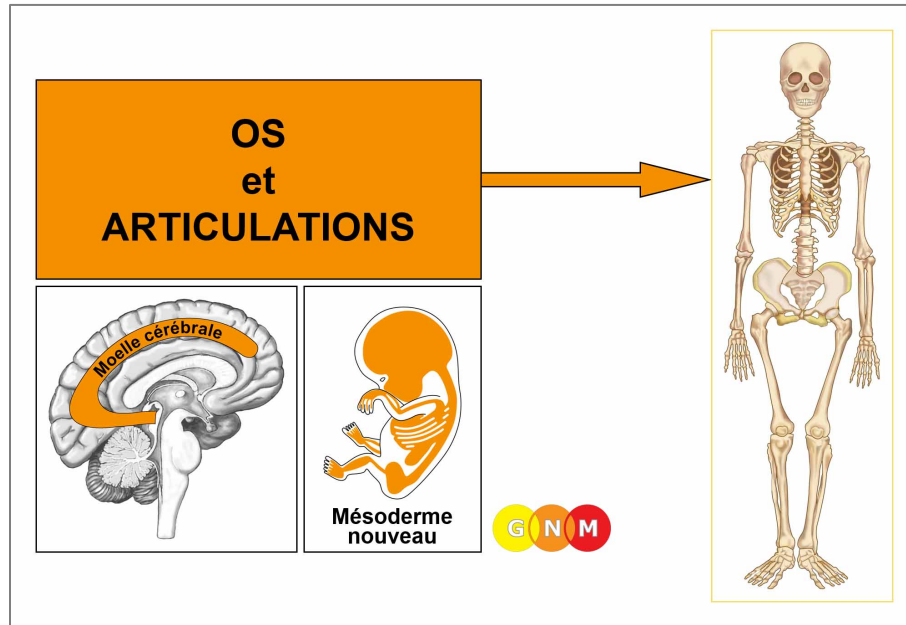 OS
et
ARTICULATIONS
Moelle cérébrale
Mésoderme
nouveau
G N M